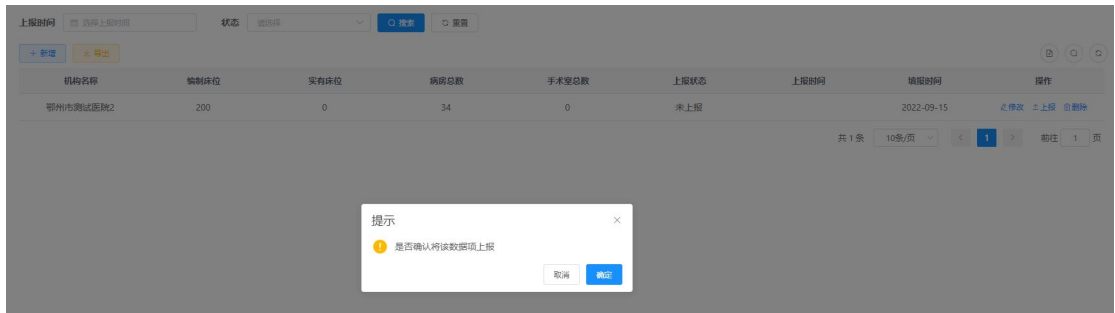 上报时间 选择上报时间 状态 请选择 搜索 重置
+ 新增 导出
机构名称 编制床位 实有床位 病房总数 手术室总数 上报状态 上报时间 填报时间 操作
鄂州市测试医院2 200 0 34 0 未上报 2022-09-15 修改 上报 删除
共 1 条 10条/页 < 1 > 前往 1 页
提示 ×
! 是否确认将该数据项上报
取消 确定